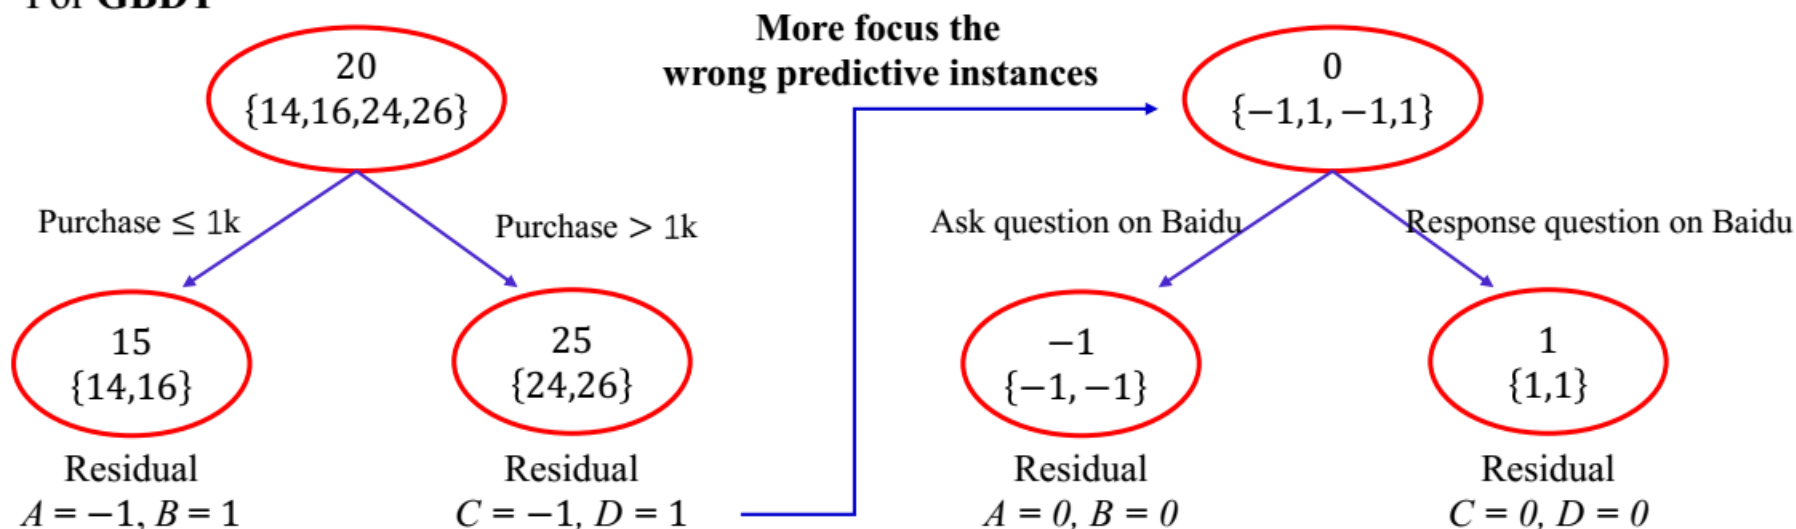 For GBDT
More focus the
wrong predictive instances
20
{14,16,24,26}
Purchase ≤ 1k
Purchase > 1k
15
{14,16}
25
{24,26}
Residual
A = −1, B = 1
Residual
C = −1, D = 1
0
{−1,1, −1,1}
Ask question on Baidu
Response question on Baidu
−1
{−1, −1}
1
{1,1}
Residual
A = 0, B = 0
Residual
C = 0, D = 0